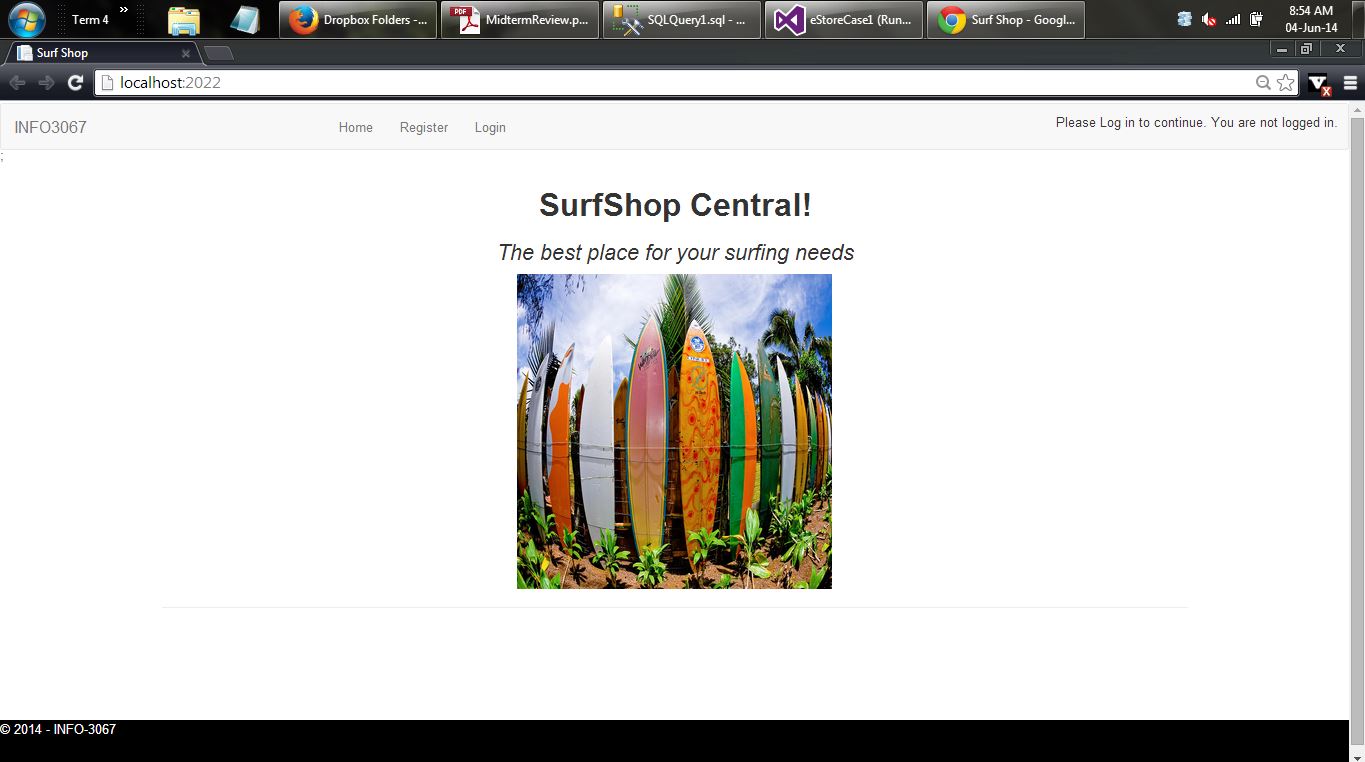 Term 4
»
Dropbox Folders -...
PDF
MidtermReview.p...
SQLQuery1.sql - ...
eStoreCase1 (Run...
Surf Shop - Googl...
8:54 AM
04-Jun-14
Surf Shop
localhost:2022
INFO3067
Home
Register
Login
Please Log in to continue. You are not logged in.
;
SurfShop Central!
The best place for your surfing needs
© 2014 - INFO-3067